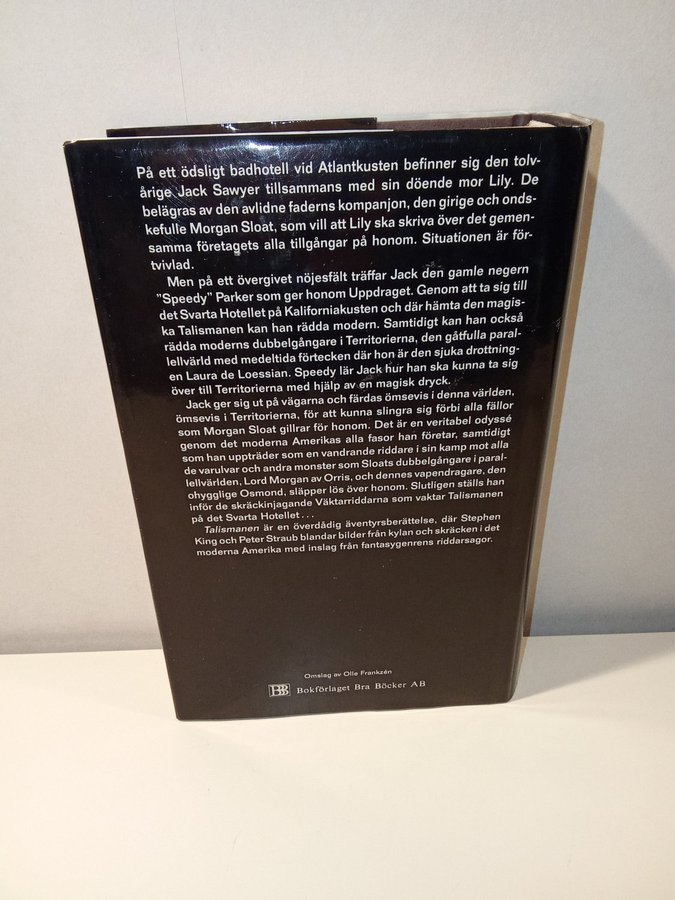 På ett ödsligt badhotell vid Atlantkusten befinner sig den tolv-
årige Jack Sawyer tillsammans med sin döende mor Lily. De
belägras av den avlidne faderns kompanjon, den girige och onds-
kefulle Morgan Sloat, som vill att Lily ska skriva över det gemen-
samma företagets alla tillgångar på honom. Situationen är för-
tvivlad.
Men på ett övergivet nöjesfält träffar Jack den gamle negern
"Speedy" Parker som ger honom Uppdraget. Genom att ta sig till
det Svarta Hotellet på Kaliforniakusten och där hämta den magis-
ka Talismanen kan han rädda modern. Samtidigt kan han också
rädda moderns dubbelgångare i Territorierna, den gåtfulla paral-
lellvärld med medeltida förtecken där hon är den sjuka drottning-
en Laura de Loessian. Speedy lär Jack hur han ska kunna ta sig
över till Territorierna med hjälp av en magisk dryck.
Jack ger sig ut på vägarna och färdas ömsevis i denna världen,
ömsevis i Territorierna, för att kunna slingra sig förbi alla fällor
som Morgan Sloat gillrar för honom. Det är en veritabel odyssé
genom det moderna Amerikas alla fasor han företar, samtidigt
som han uppträder som en vandrande riddare i sin kamp mot alla
de varulvar och andra monster som Sloats dubbelgångare i paral-
lellvärlden, Lord Morgan av Orris, och dennes vapendragare, den
ohygglige Osmond, släpper lös över honom. Slutligen ställs han
inför de skräckinjagande Väktarriddarna som vaktar Talismanen
på det Svarta Hotellet...
Talismanen är en överdådig äventyrsberättelse, där Stephen
King och Peter Straub blandar bilder från kylan och skräcken i det
moderna Amerika med inslag från fantasygenrens riddarsagor.
Omslag av Olle Frankzén
BB Bokförlaget Bra Böcker AB